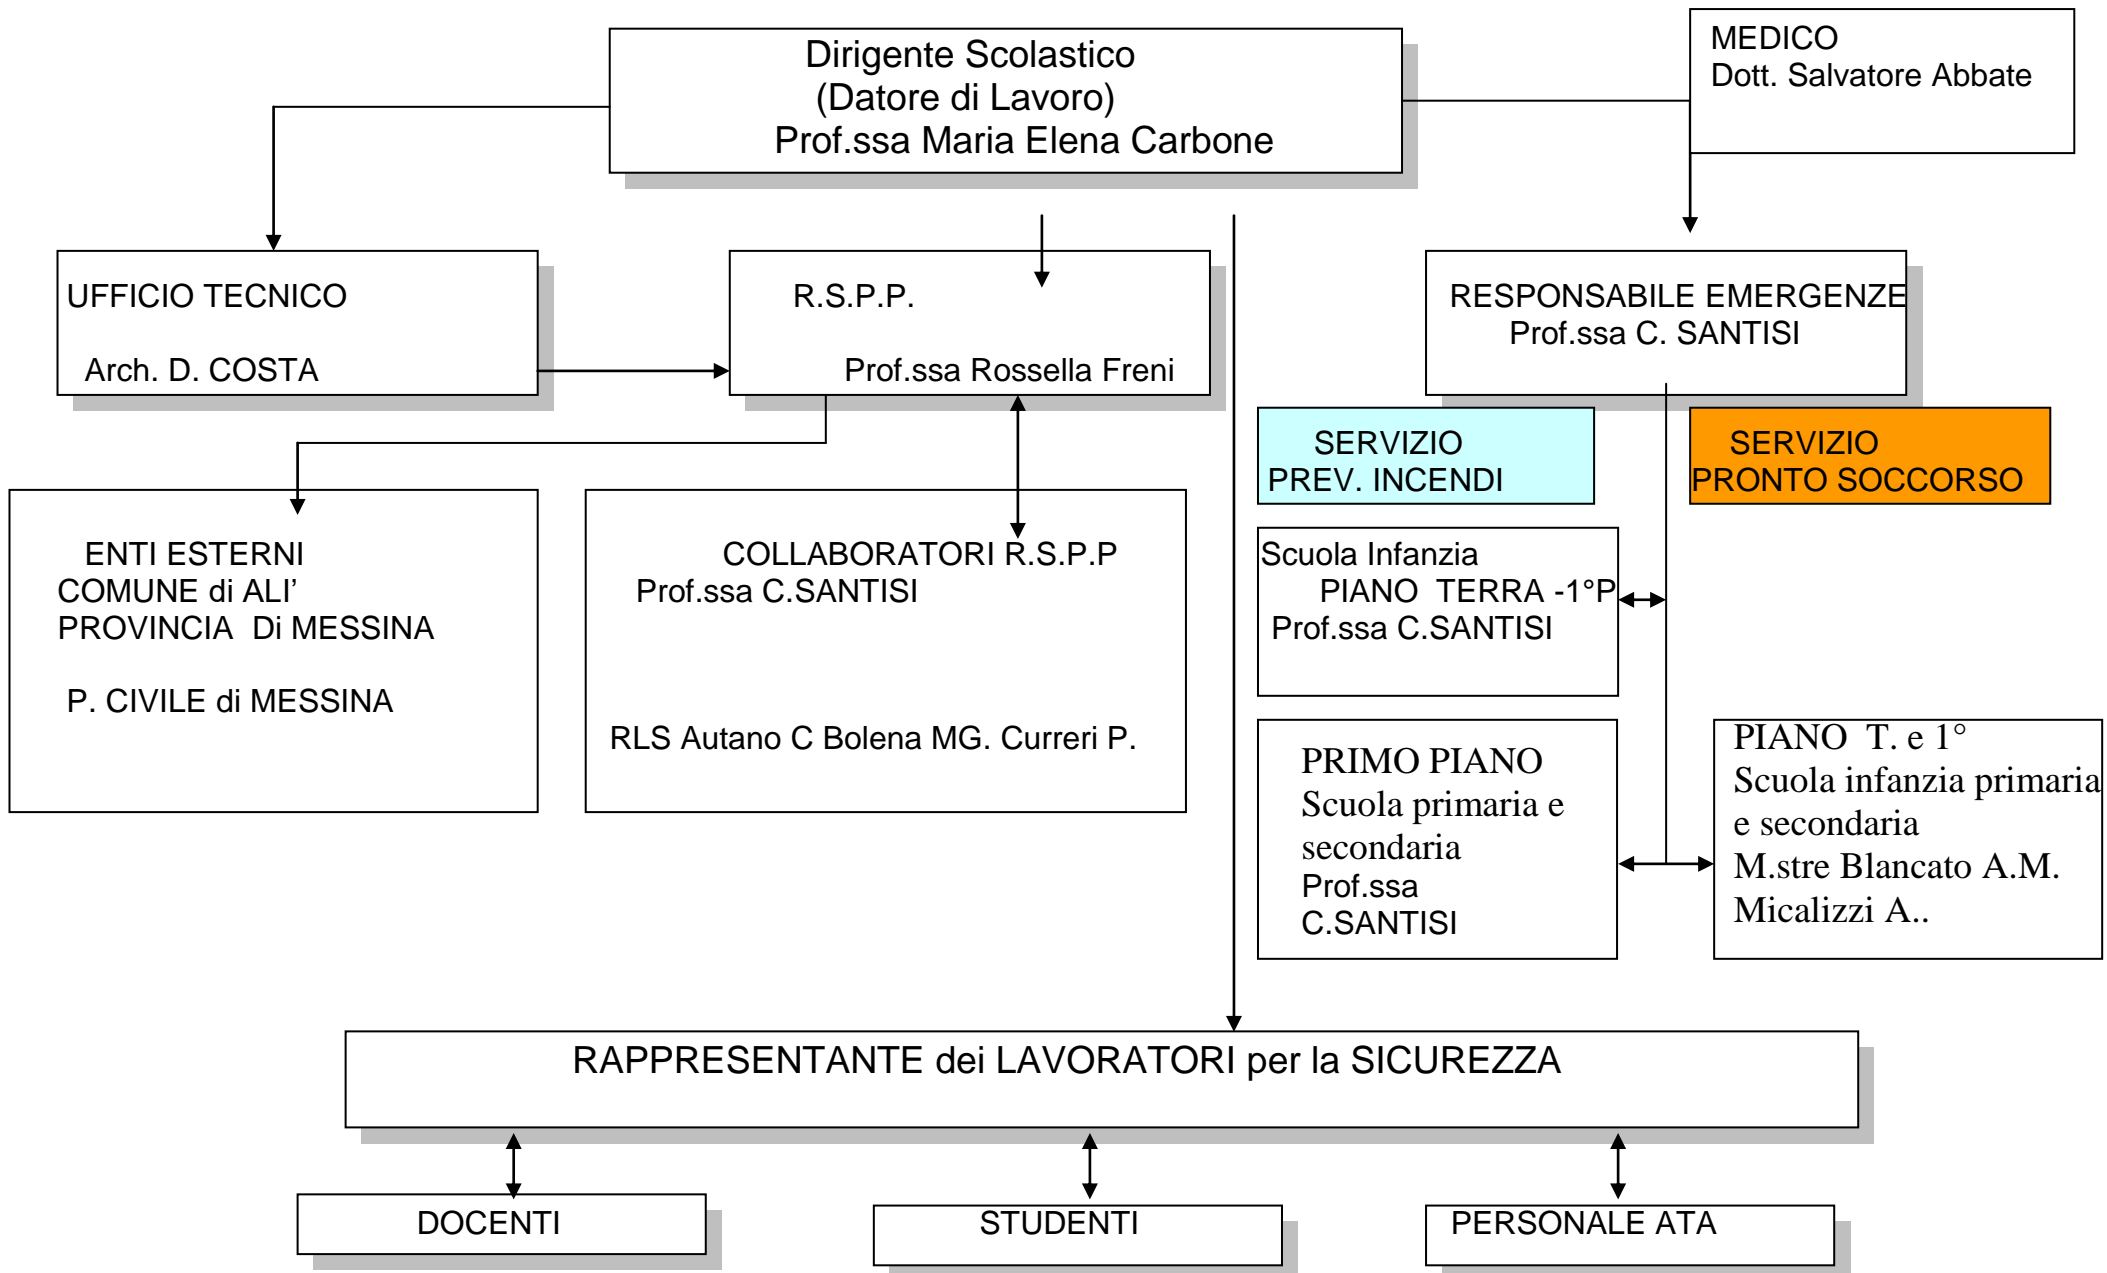 Dirigente Scolastico
(Datore di Lavoro)
Prof.ssa Maria Elena Carbone
MEDICO
Dott. Salvatore Abbate
UFFICIO TECNICO
Arch. D. COSTA
R.S.P.P.
Prof.ssa Rossella Freni
RESPONSABILE EMERGENZE
Prof.ssa C. SANTISI
SERVIZIO
PREV. INCENDI
SERVIZIO
PRONTO SOCCORSO
ENTI ESTERNI
COMUNE di ALI’
PROVINCIA Di MESSINA
P. CIVILE di MESSINA
COLLABORATORI R.S.P.P
Prof.ssa C.SANTISI
RLS Autano C Bolena MG. Curreri P.
Scuola Infanzia
PIANO TERRA -1°P
Prof.ssa C.SANTISI
PRIMO PIANO
Scuola primaria e
secondaria
Prof.ssa
C.SANTISI
PIANO T. e 1°
Scuola infanzia primaria
e secondaria
M.stre Blancato A.M.
Micalizzi A..
RAPPRESENTANTE dei LAVORATORI per la SICUREZZA
DOCENTI
STUDENTI
PERSONALE ATA